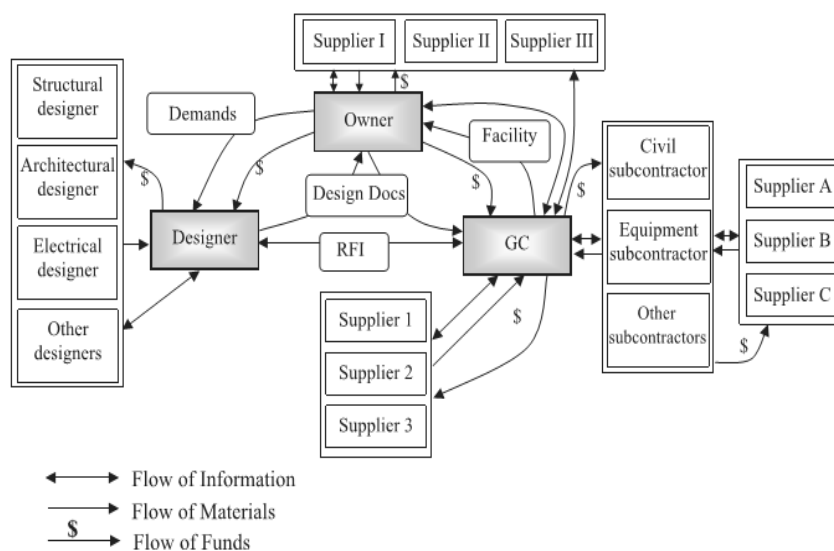 Supplier I
Supplier II
Supplier III
Structural
designer
Architectural
designer
Electrical
designer
Other
designers
Demands
$
Owner
Facility
$
$
$
Design Docs
Designer
RFI
GC
$
Civil
subcontractor
Equipment
subcontractor
Other
subcontractors
Supplier A
Supplier B
Supplier C
$
Supplier 1
Supplier 2
Supplier 3
$
Flow of Information
Flow of Materials
$
Flow of Funds